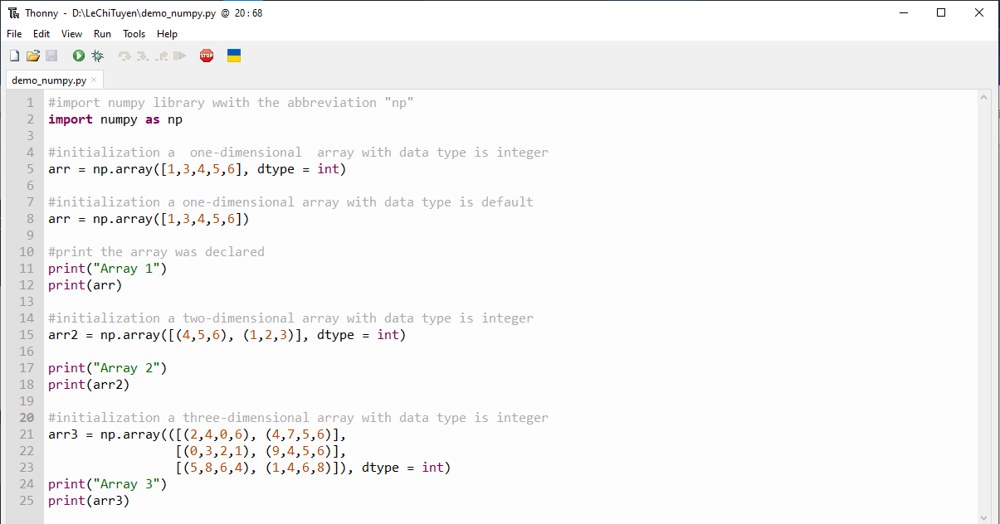 Thonny - D:\LeChiTuyen\demo_numpy.py @ 20:68
File Edit View Run Tools Help
STOP
demo_numpy.py ×
1 #import numpy library wwith the abbreviation "np"
2 import numpy as np
3
4 #initialization a  one-dimensional  array with data type is integer
5 arr = np.array([1,3,4,5,6], dtype = int)
6
7 #initialization a one-dimensional array with data type is default
8 arr = np.array([1,3,4,5,6])
9
10 #print the array was declared
11 print("Array 1")
12 print(arr)
13
14 #initialization a two-dimensional array with data type is integer
15 arr2 = np.array([(4,5,6), (1,2,3)], dtype = int)
16
17 print("Array 2")
18 print(arr2)
19
20 #initialization a three-dimensional array with data type is integer
21 arr3 = np.array(([(2,4,0,6), (4,7,5,6)],
22                  [(0,3,2,1), (9,4,5,6)],
23                  [(5,8,6,4), (1,4,6,8)]), dtype = int)
24 print("Array 3")
25 print(arr3)